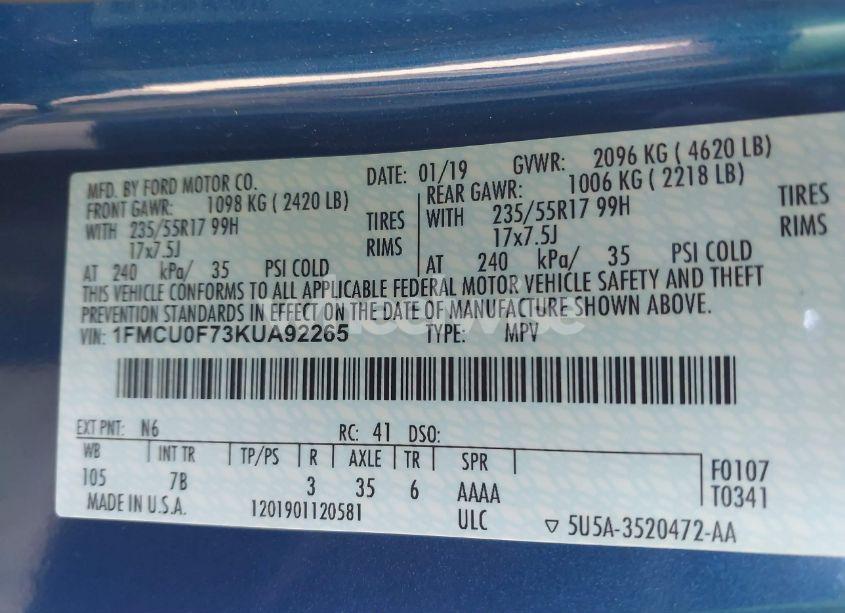 MFD. BY FORD MOTOR CO. DATE: 01/19 GVWR: 2096 KG ( 4620 LB)
FRONT GAWR: 1098 KG ( 2420 LB) REAR GAWR: 1006 KG ( 2218 LB)
WITH 235/55R17 99H TIRES WITH 235/55R17 99H TIRES
17x7.5J RIMS 17x7.5J RIMS
AT 240 kPa/ 35 PSI COLD AT 240 kPa/ 35 PSI COLD
THIS VEHICLE CONFORMS TO ALL APPLICABLE FEDERAL MOTOR VEHICLE SAFETY AND THEFT
PREVENTION STANDARDS IN EFFECT ON THE DATE OF MANUFACTURE SHOWN ABOVE.
VIN: 1FMCU0F73KUA92265 TYPE: MPV
EXT PNT: N6 RC: 41 DSO:
WB INT TR TP/PS R AXLE TR SPR
105 7B 3 35 6 AAAA F0107
T0341
MADE IN U.S.A. 1201901120581 ULC ▽ 5U5A-3520472-AA